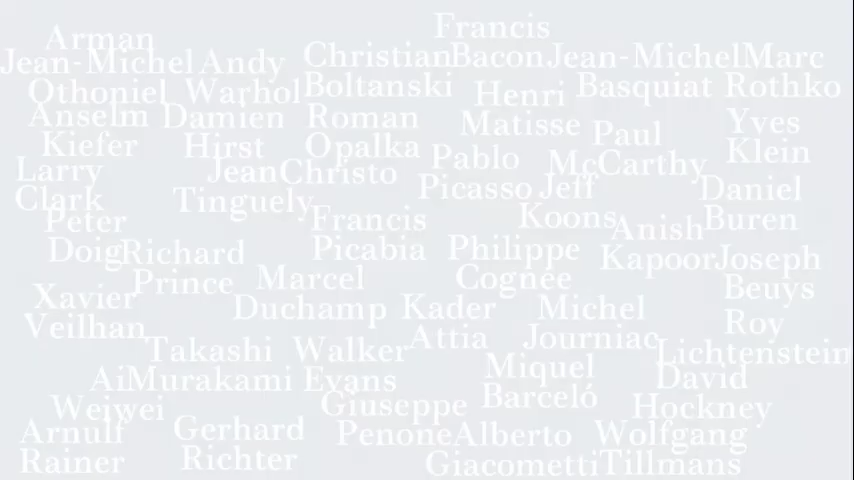 Francis
Bacon
Arman
Jean-Michel
Othoniel
Andy
Warhol
Christian
Boltanski
Jean-Michel
Basquiat
Marc
Rothko
Henri
Matisse
Anselm
Kiefer
Damien
Hirst
Roman
Opalka
Paul
McCarthy
Yves
Klein
Larry
Clark
Jean
Tinguely
Christo
Pablo
Picasso
Jeff
Koons
Daniel
Buren
Peter
Doig
Francis
Picabia
Anish
Kapoor
Richard
Prince
Philippe
Cognée
Joseph
Beuys
Marcel
Duchamp
Xavier
Veilhan
Kader
Attia
Michel
Journiac
Roy
Lichtenstein
Takashi
Murakami
Walker
Evans
Miquel
Barceló
David
Hockney
Ai
Weiwei
Giuseppe
Penone
Arnulf
Rainer
Gerhard
Richter
Alberto
Giacometti
Wolfgang
Tillmans